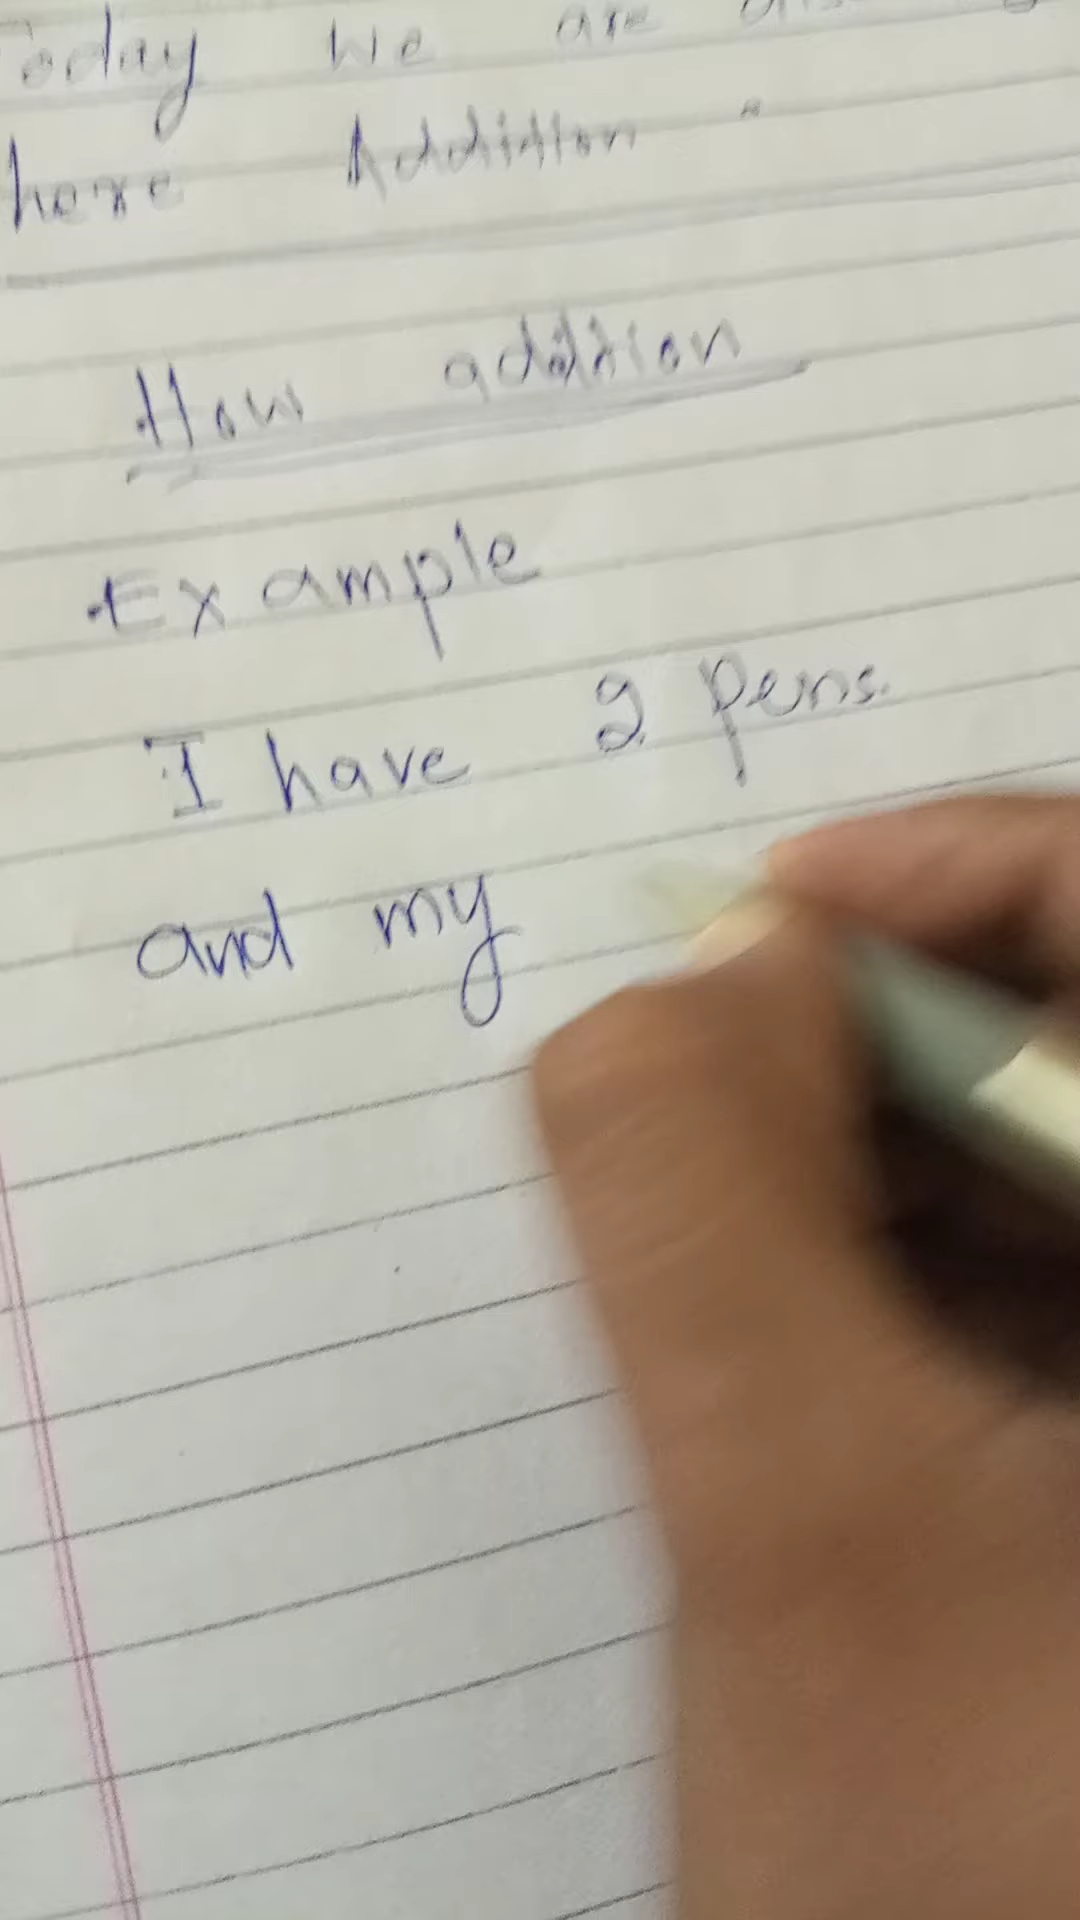 Today we are
here Addition
How addition
Example
I have 2 pens.
and my